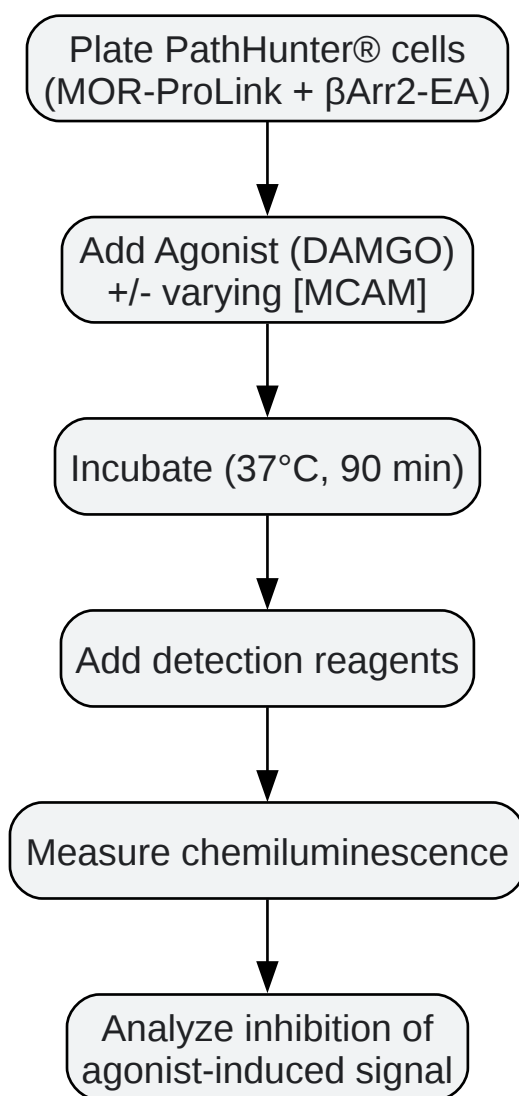 Plate PathHunter® cells
(MOR-ProLink + βArr2-EA)
Add Agonist (DAMGO)
+/- varying [MCAM]
Incubate (37°C, 90 min)
Add detection reagents
Measure chemiluminescence
Analyze inhibition of
agonist-induced signal